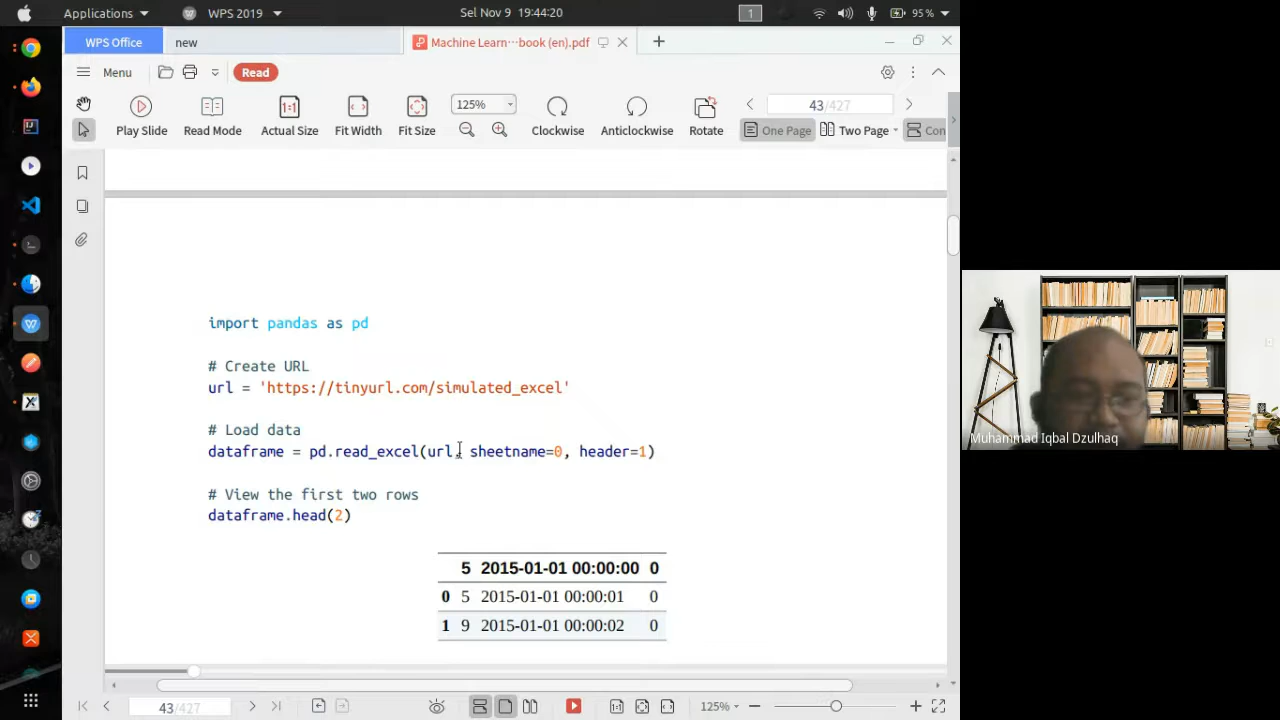 Applications WPS 2019 Sel Nov 9 19:44:20 1 95%
WPS Office new Machine Learn···book (en).pdf
Menu Read
125% 43/427
Play Slide Read Mode Actual Size Fit Width Fit Size Clockwise Anticlockwise Rotate One Page Two Page Con
import pandas as pd
# Create URL
url = 'https://tinyurl.com/simulated_excel'
# Load data
dataframe = pd.read_excel(url, sheetname=0, header=1)
# View the first two rows
dataframe.head(2)
5 2015-01-01 00:00:00 0
0 5 2015-01-01 00:00:01 0
1 9 2015-01-01 00:00:02 0
43/427 125%
Muhammad Iqbal Dzulhaq